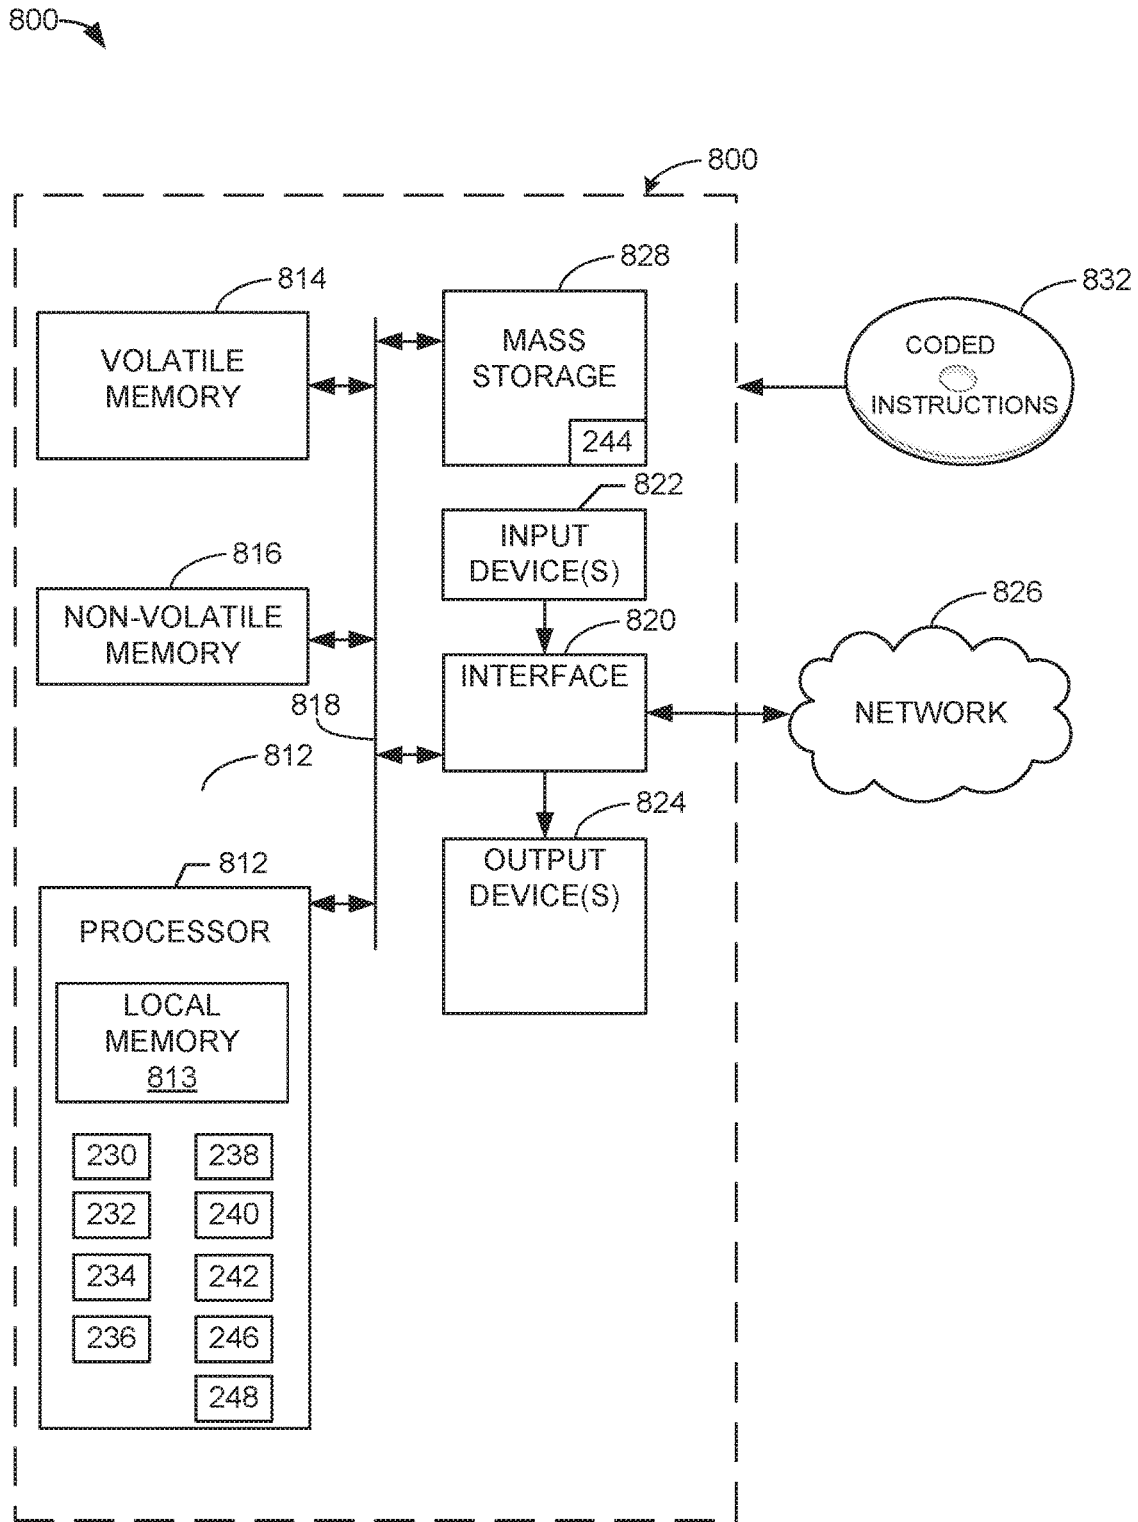 800
800
814
VOLATILE
MEMORY
828
MASS
STORAGE
244
832
CODED
INSTRUCTIONS
822
INPUT
DEVICE(S)
816
NON-VOLATILE
MEMORY
820
INTERFACE
826
NETWORK
818
812
824
OUTPUT
DEVICE(S)
812
PROCESSOR
LOCAL
MEMORY
813
230
238
232
240
234
242
236
246
248